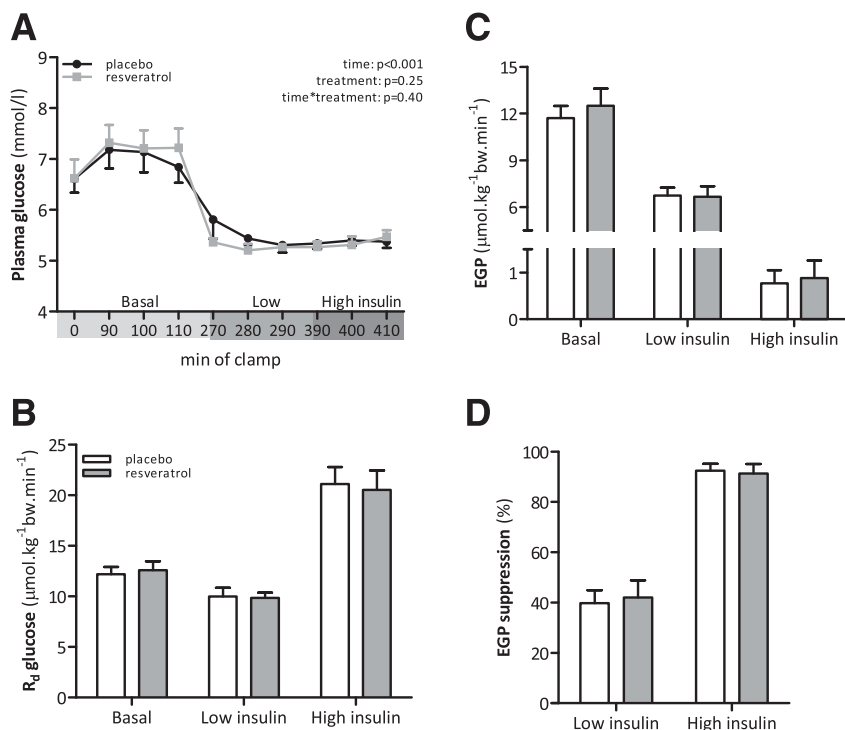 A
Plasma glucose (mmol/l)
9
8
7
6
5
4
placebo
resveratrol
time: p<0.001
treatment: p=0.25
time*treatment: p=0.40
Basal Low High insulin
0 90 100 110 270 280 290 390 400 410
min of clamp
C
EGP (μmol.kg⁻¹bw.min⁻¹)
15
12
9
6
1
0
Basal Low insulin High insulin
B
Rd glucose (μmol.kg⁻¹bw.min⁻¹)
25
20
15
10
5
0
placebo
resveratrol
Basal Low insulin High insulin
D
EGP suppression (%)
100
80
60
40
20
0
Low insulin High insulin